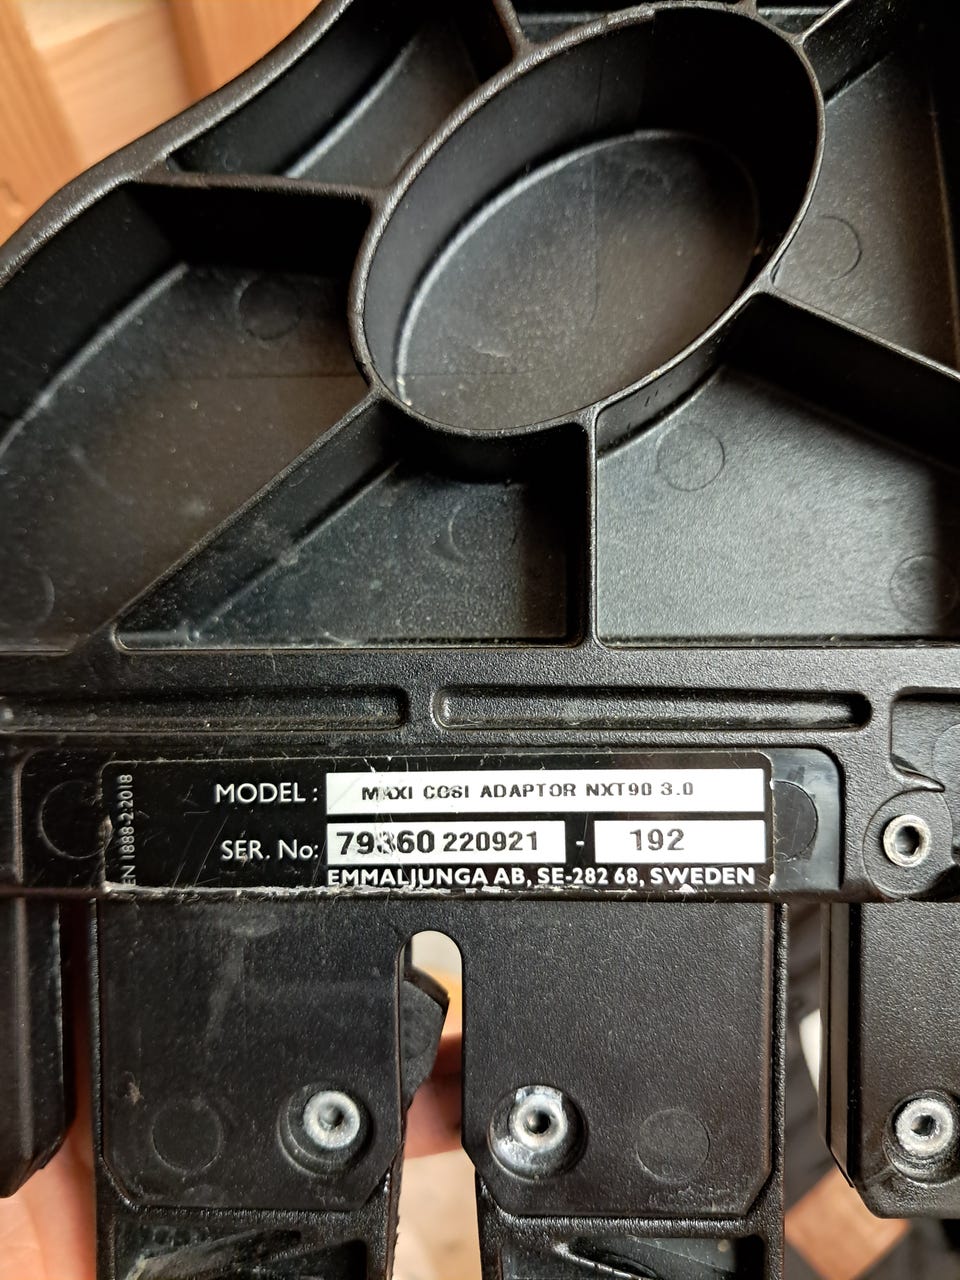 EN 1888-2:2018
MODEL : MAXI COSI ADAPTOR NXT90 3.0
SER. No: 79360 220921 - 192
EMMALJUNGA AB, SE-282 68, SWEDEN